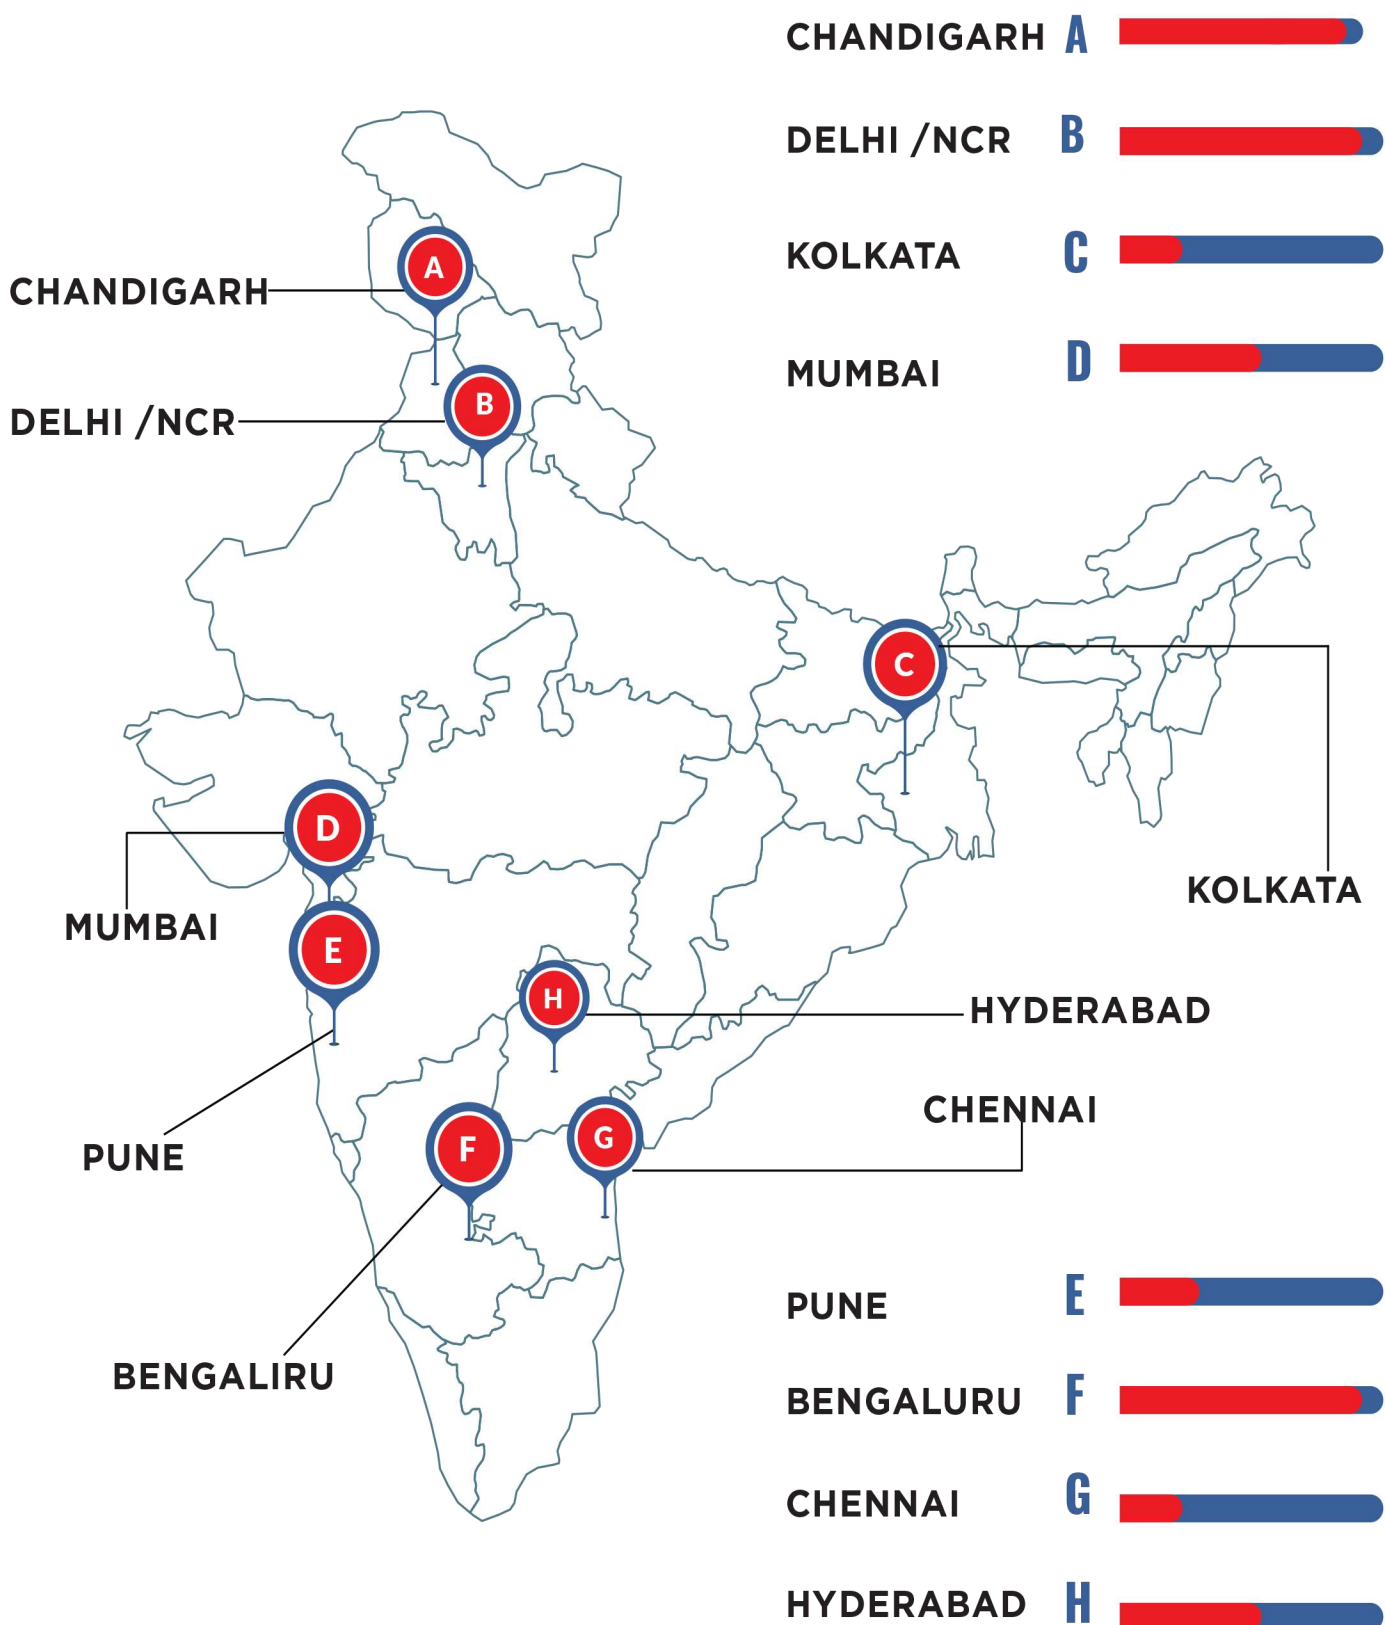 CHANDIGARH A
DELHI /NCR B
KOLKATA C
MUMBAI D
A
CHANDIGARH
B
DELHI /NCR
C
D
MUMBAI
KOLKATA
E
H
HYDERABAD
CHENNAI
PUNE
F
G
BENGALIRU
PUNE E
BENGALURU F
CHENNAI G
HYDERABAD H